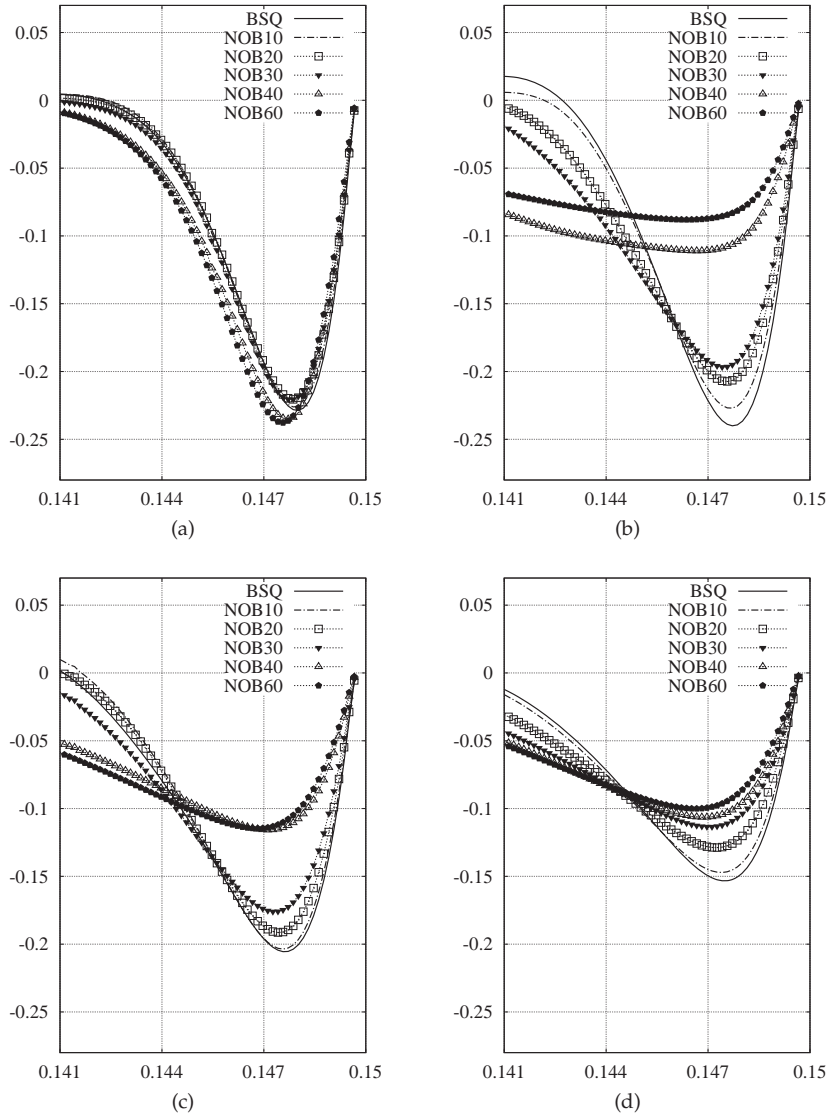 0.05
0
-0.05
-0.1
-0.15
-0.2
-0.25
BSQ
NOB10
NOB20
NOB30
NOB40
NOB60
0.141
0.144
0.147
0.15
(a)
0.05
0
-0.05
-0.1
-0.15
-0.2
-0.25
BSQ
NOB10
NOB20
NOB30
NOB40
NOB60
0.141
0.144
0.147
0.15
(b)
0.05
0
-0.05
-0.1
-0.15
-0.2
-0.25
BSQ
NOB10
NOB20
NOB30
NOB40
NOB60
0.141
0.144
0.147
0.15
(c)
0.05
0
-0.05
-0.1
-0.15
-0.2
-0.25
BSQ
NOB10
NOB20
NOB30
NOB40
NOB60
0.141
0.144
0.147
0.15
(d)